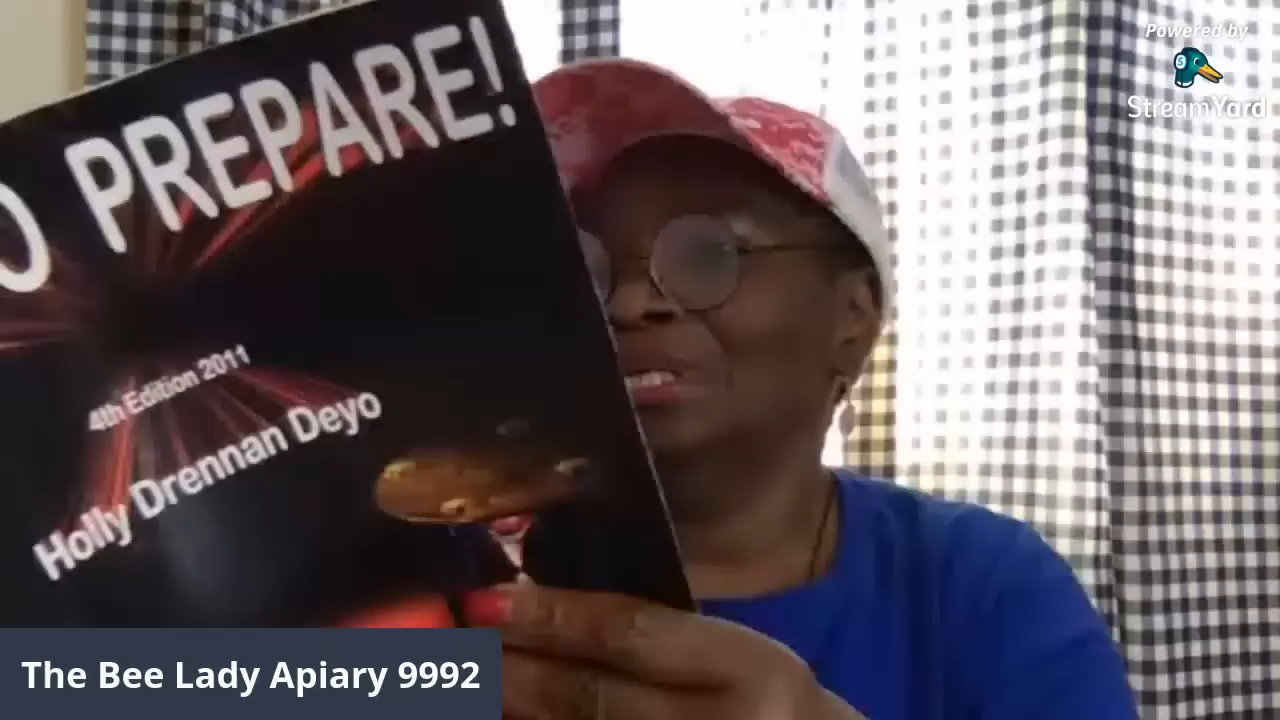 Powered by
StreamYard
PREPARE!
4th Edition 2011
Holly Drennan Deyo
The Bee Lady Apiary 9992